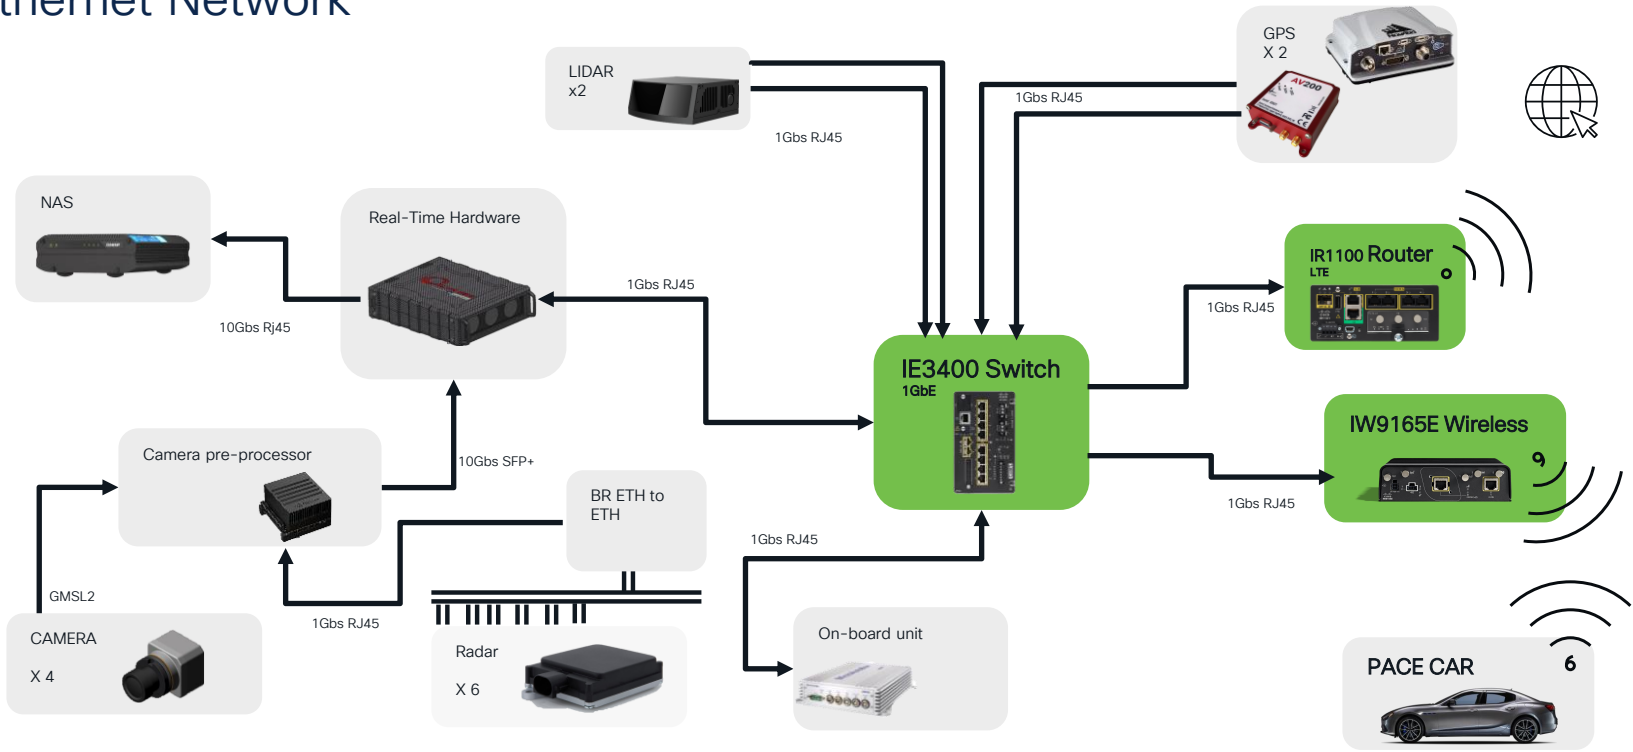 Ethernet Network
LIDAR
x2
1Gbs RJ45
GPS
X 2
AV200
1Gbs RJ45
NAS
Real-Time Hardware
10Gbs Rj45
1Gbs RJ45
IR1100 Router
LTE
1Gbs RJ45
IE3400 Switch
1GbE
IW9165E Wireless
1Gbs RJ45
Camera pre-processor
10Gbs SFP+
BR ETH to
ETH
GMSL2
1Gbs RJ45
1Gbs RJ45
CAMERA
X 4
Radar
X 6
On-board unit
PACE CAR